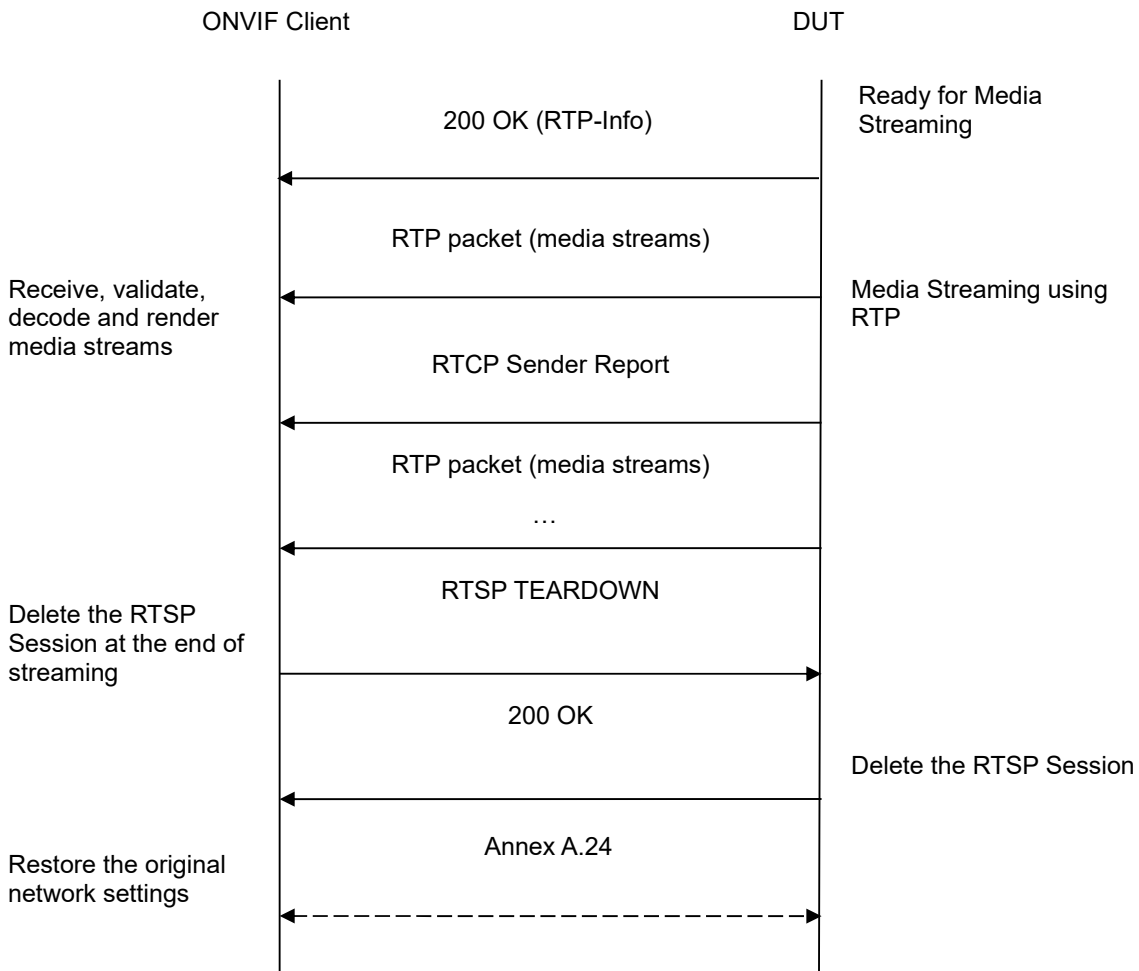 ONVIF Client
DUT
Ready for Media
Streaming
200 OK (RTP-Info)
RTP packet (media streams)
Receive, validate,
decode and render
media streams
Media Streaming using
RTP
RTCP Sender Report
RTP packet (media streams)
…
RTSP TEARDOWN
Delete the RTSP
Session at the end of
streaming
200 OK
Delete the RTSP Session
Annex A.24
Restore the original
network settings